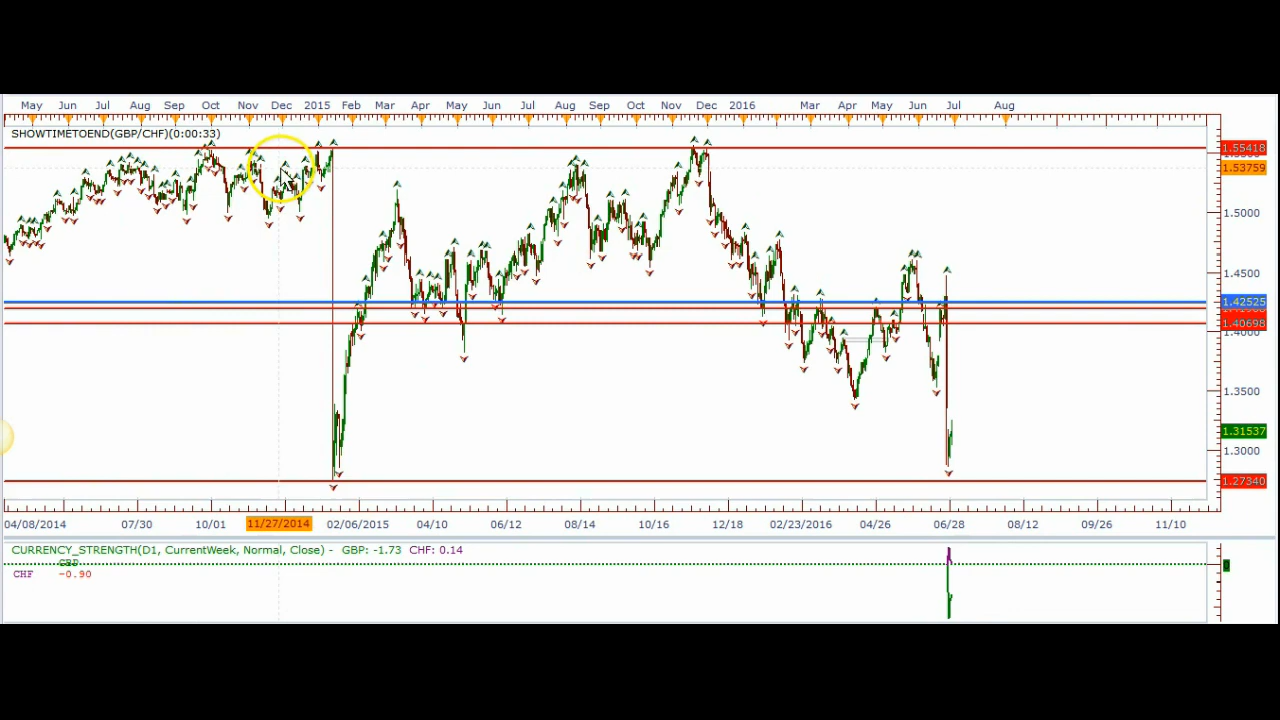 May Jun Jul Aug Sep Oct Nov Dec 2015 Feb Mar Apr May Jun Jul Aug Sep Oct Nov Dec 2016 Mar Apr May Jun Jul Aug
SHOWTIMETOEND(GBP/CHF)(0:00:33)
1.55418
1.53759
1.5000
1.4500
1.42525
1.40698
1.4000
1.3500
1.31537
1.3000
1.27340
04/08/2014 07/30 10/01 11/27/2014 02/06/2015 04/10 06/12 08/14 10/16 12/18 02/23/2016 04/26 06/28 08/12 09/26 11/10
CURRENCY_STRENGTH(D1, CurrentWeek, Normal, Close) - GBP: -1.73 CHF: 0.14
GBP
CHF -0.90
0